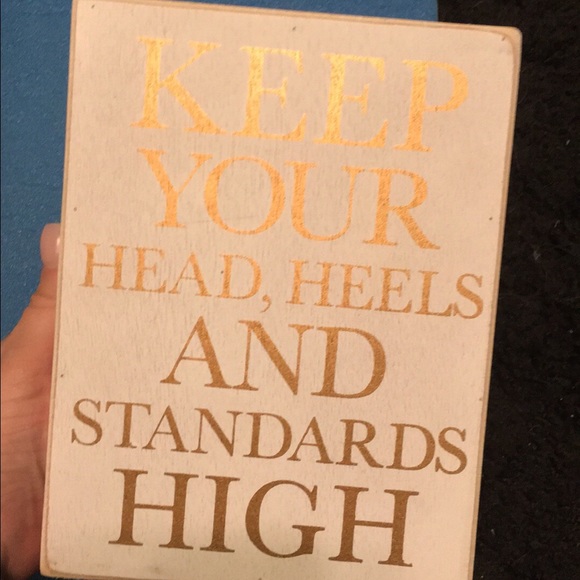 KEEP
YOUR
HEAD, HEELS
AND
STANDARDS
HIGH